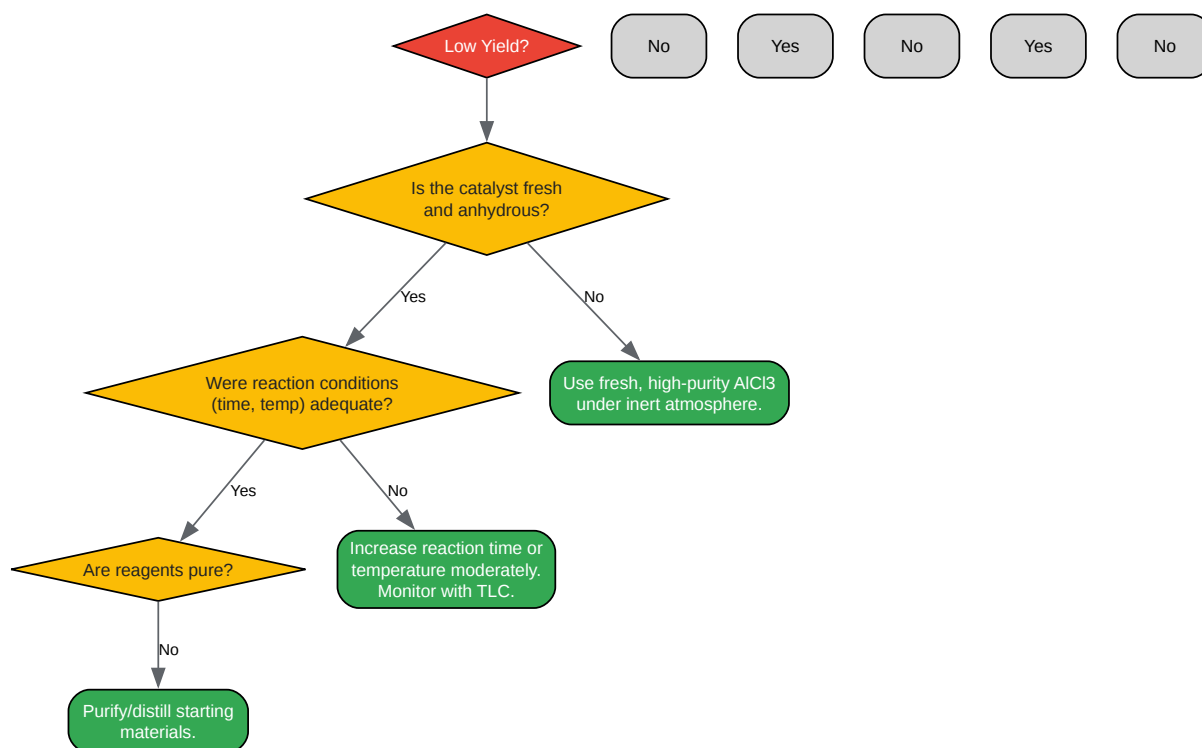 Low Yield?
No
Yes
No
Yes
No
Is the catalyst fresh
and anhydrous?
Yes
No
Were reaction conditions
(time, temp) adequate?
Use fresh, high-purity AlCl3
under inert atmosphere.
Yes
No
Are reagents pure?
Increase reaction time or
temperature moderately.
Monitor with TLC.
No
Purify/distill starting
materials.